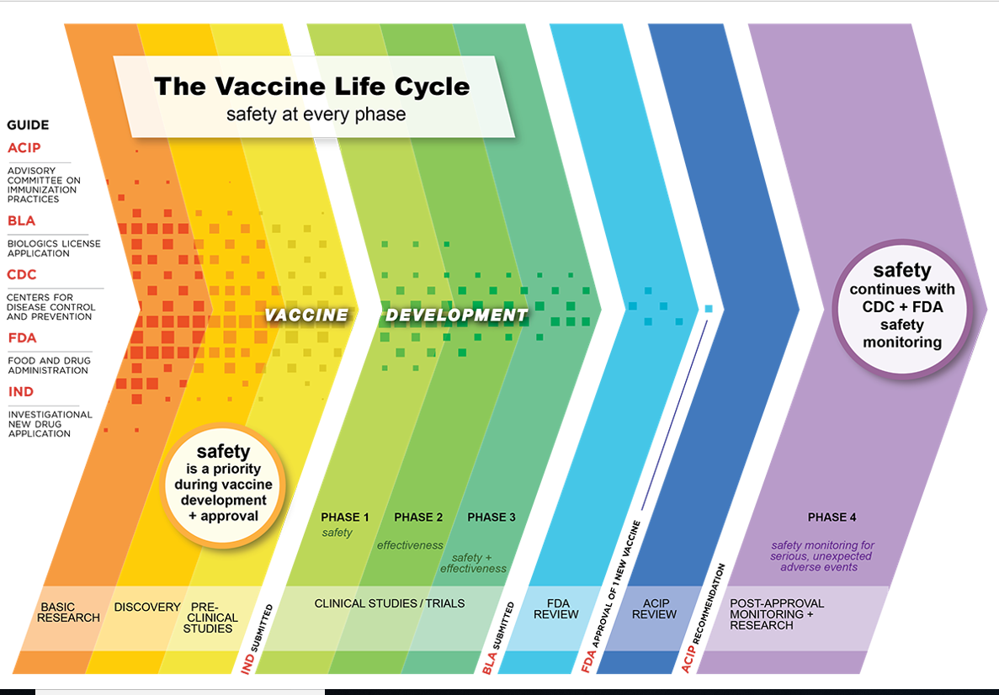 The Vaccine Life Cycle
safety at every phase
GUIDE
ACIP
ADVISORY
COMMITTEE ON
IMMUNIZATION
PRACTICES
BLA
BIOLOGICS LICENSE
APPLICATION
CDC
CENTERS FOR
DISEASE CONTROL
AND PREVENTION
FDA
FOOD AND DRUG
ADMINISTRATION
IND
INVESTIGATIONAL
NEW DRUG
APPLICATION
VACCINE DEVELOPMENT
safety
continues with
CDC + FDA
safety
monitoring
safety
is a priority
during vaccine
development
+ approval
PHASE 1
safety
PHASE 2
effectiveness
PHASE 3
safety +
effectiveness
PHASE 4
safety monitoring for
serious, unexpected
adverse events
BASIC
RESEARCH
DISCOVERY
PRE-
CLINICAL
STUDIES
IND SUBMITTED
CLINICAL STUDIES / TRIALS
BLA SUBMITTED
FDA
REVIEW
FDA APPROVAL OF 1 NEW VACCINE
ACIP
REVIEW
ACIP RECOMMENDATION
POST-APPROVAL
MONITORING +
RESEARCH